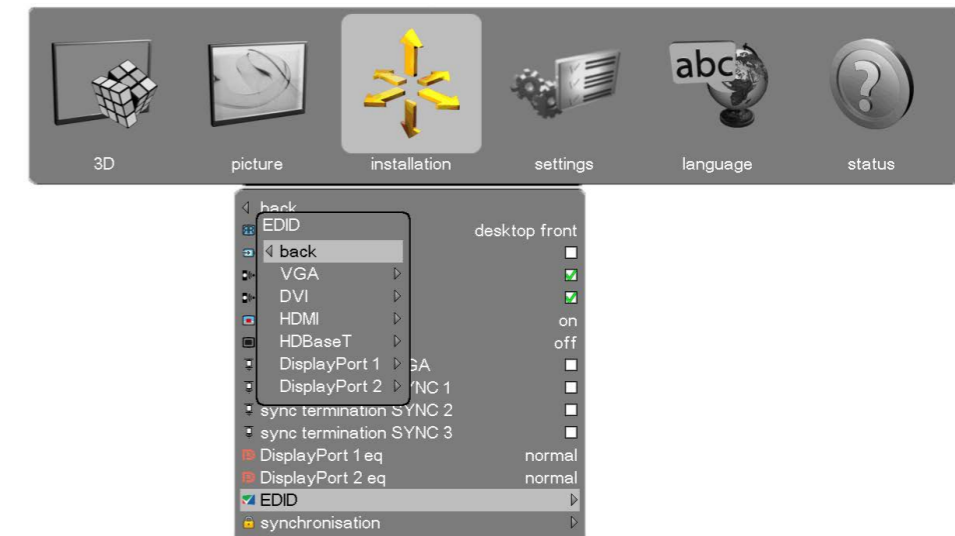 abc
?
3D picture installation settings language status
back
EDID
desktop front
back
VGA
DVI
HDMI
on
HDBaseT
off
DisplayPort 1 GA
DisplayPort 2 YNC 1
sync termination SYNC 2
sync termination SYNC 3
DisplayPort 1 eq normal
DisplayPort 2 eq normal
EDID
synchronisation